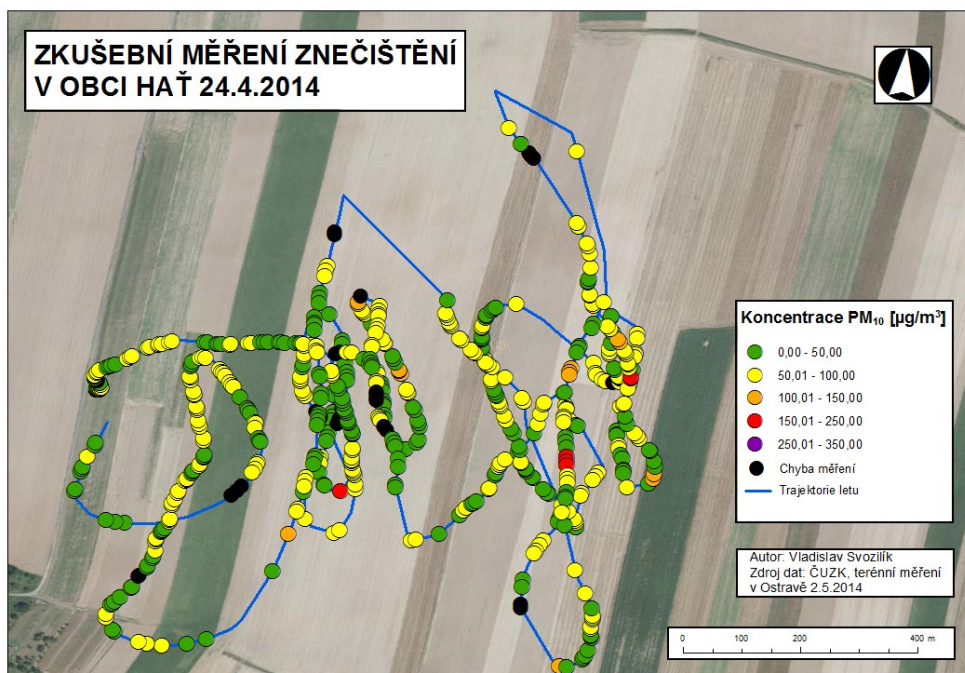 ZKUŠEBNÍ MĚŘENÍ ZNEČIŠTĚNÍ
V OBCI HAŤ 24.4.2014
Koncentrace PM₁₀ [µg/m³]
0,00 - 50,00
50,01 - 100,00
100,01 - 150,00
150,01 - 250,00
250,01 - 350,00
Chyba měření
Trajektorie letu
Autor: Vladislav Svozilík
Zdroj dat: ČUZK, terénní měření
v Ostravě 2.5.2014
0 100 200 400 m